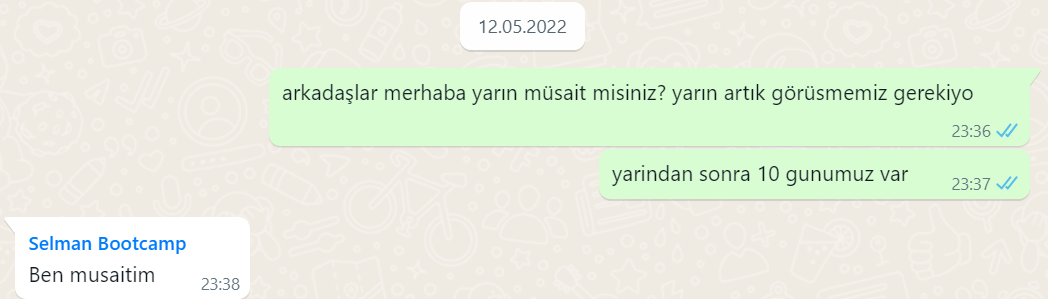 12.05.2022
arkadaşlar merhaba yarın müsait misiniz? yarın artık görüsmemiz gerekiyo
23:36
yarindan sonra 10 gunumuz var
23:37
Selman Bootcamp
Ben musaitim
23:38